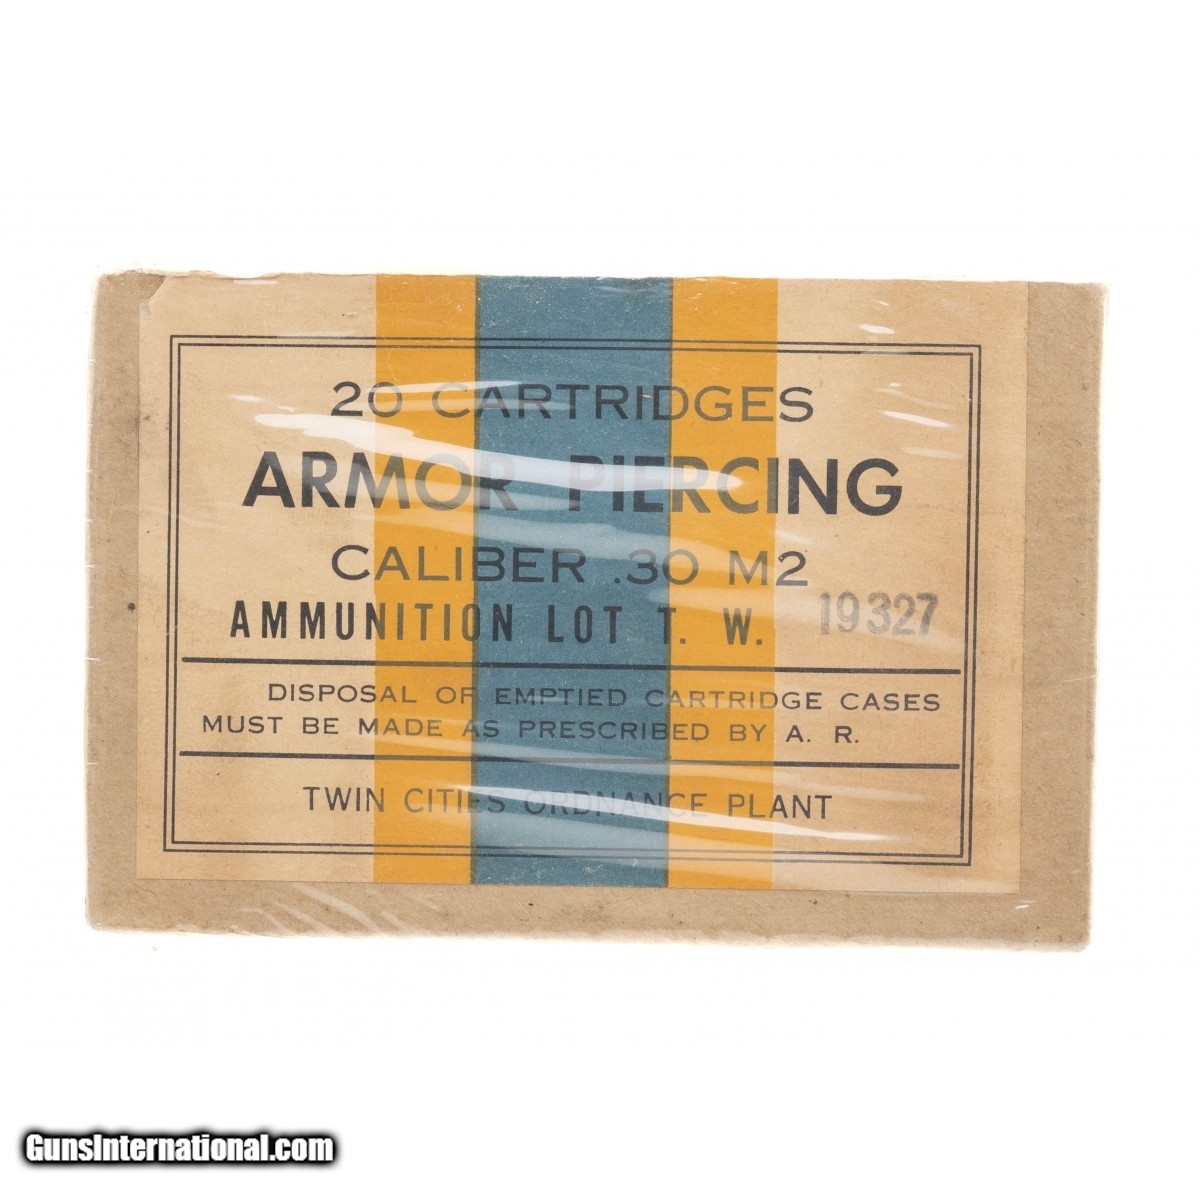 20 CARTRIDGES
ARMOR PIERCING
CALIBER .30 M2
AMMUNITION LOT T. W. 19327
DISPOSAL OF EMPTIED CARTRIDGE CASES
MUST BE MADE AS PRESCRIBED BY A. R.
TWIN CITIES ORDNANCE PLANT
GunsInternational.com